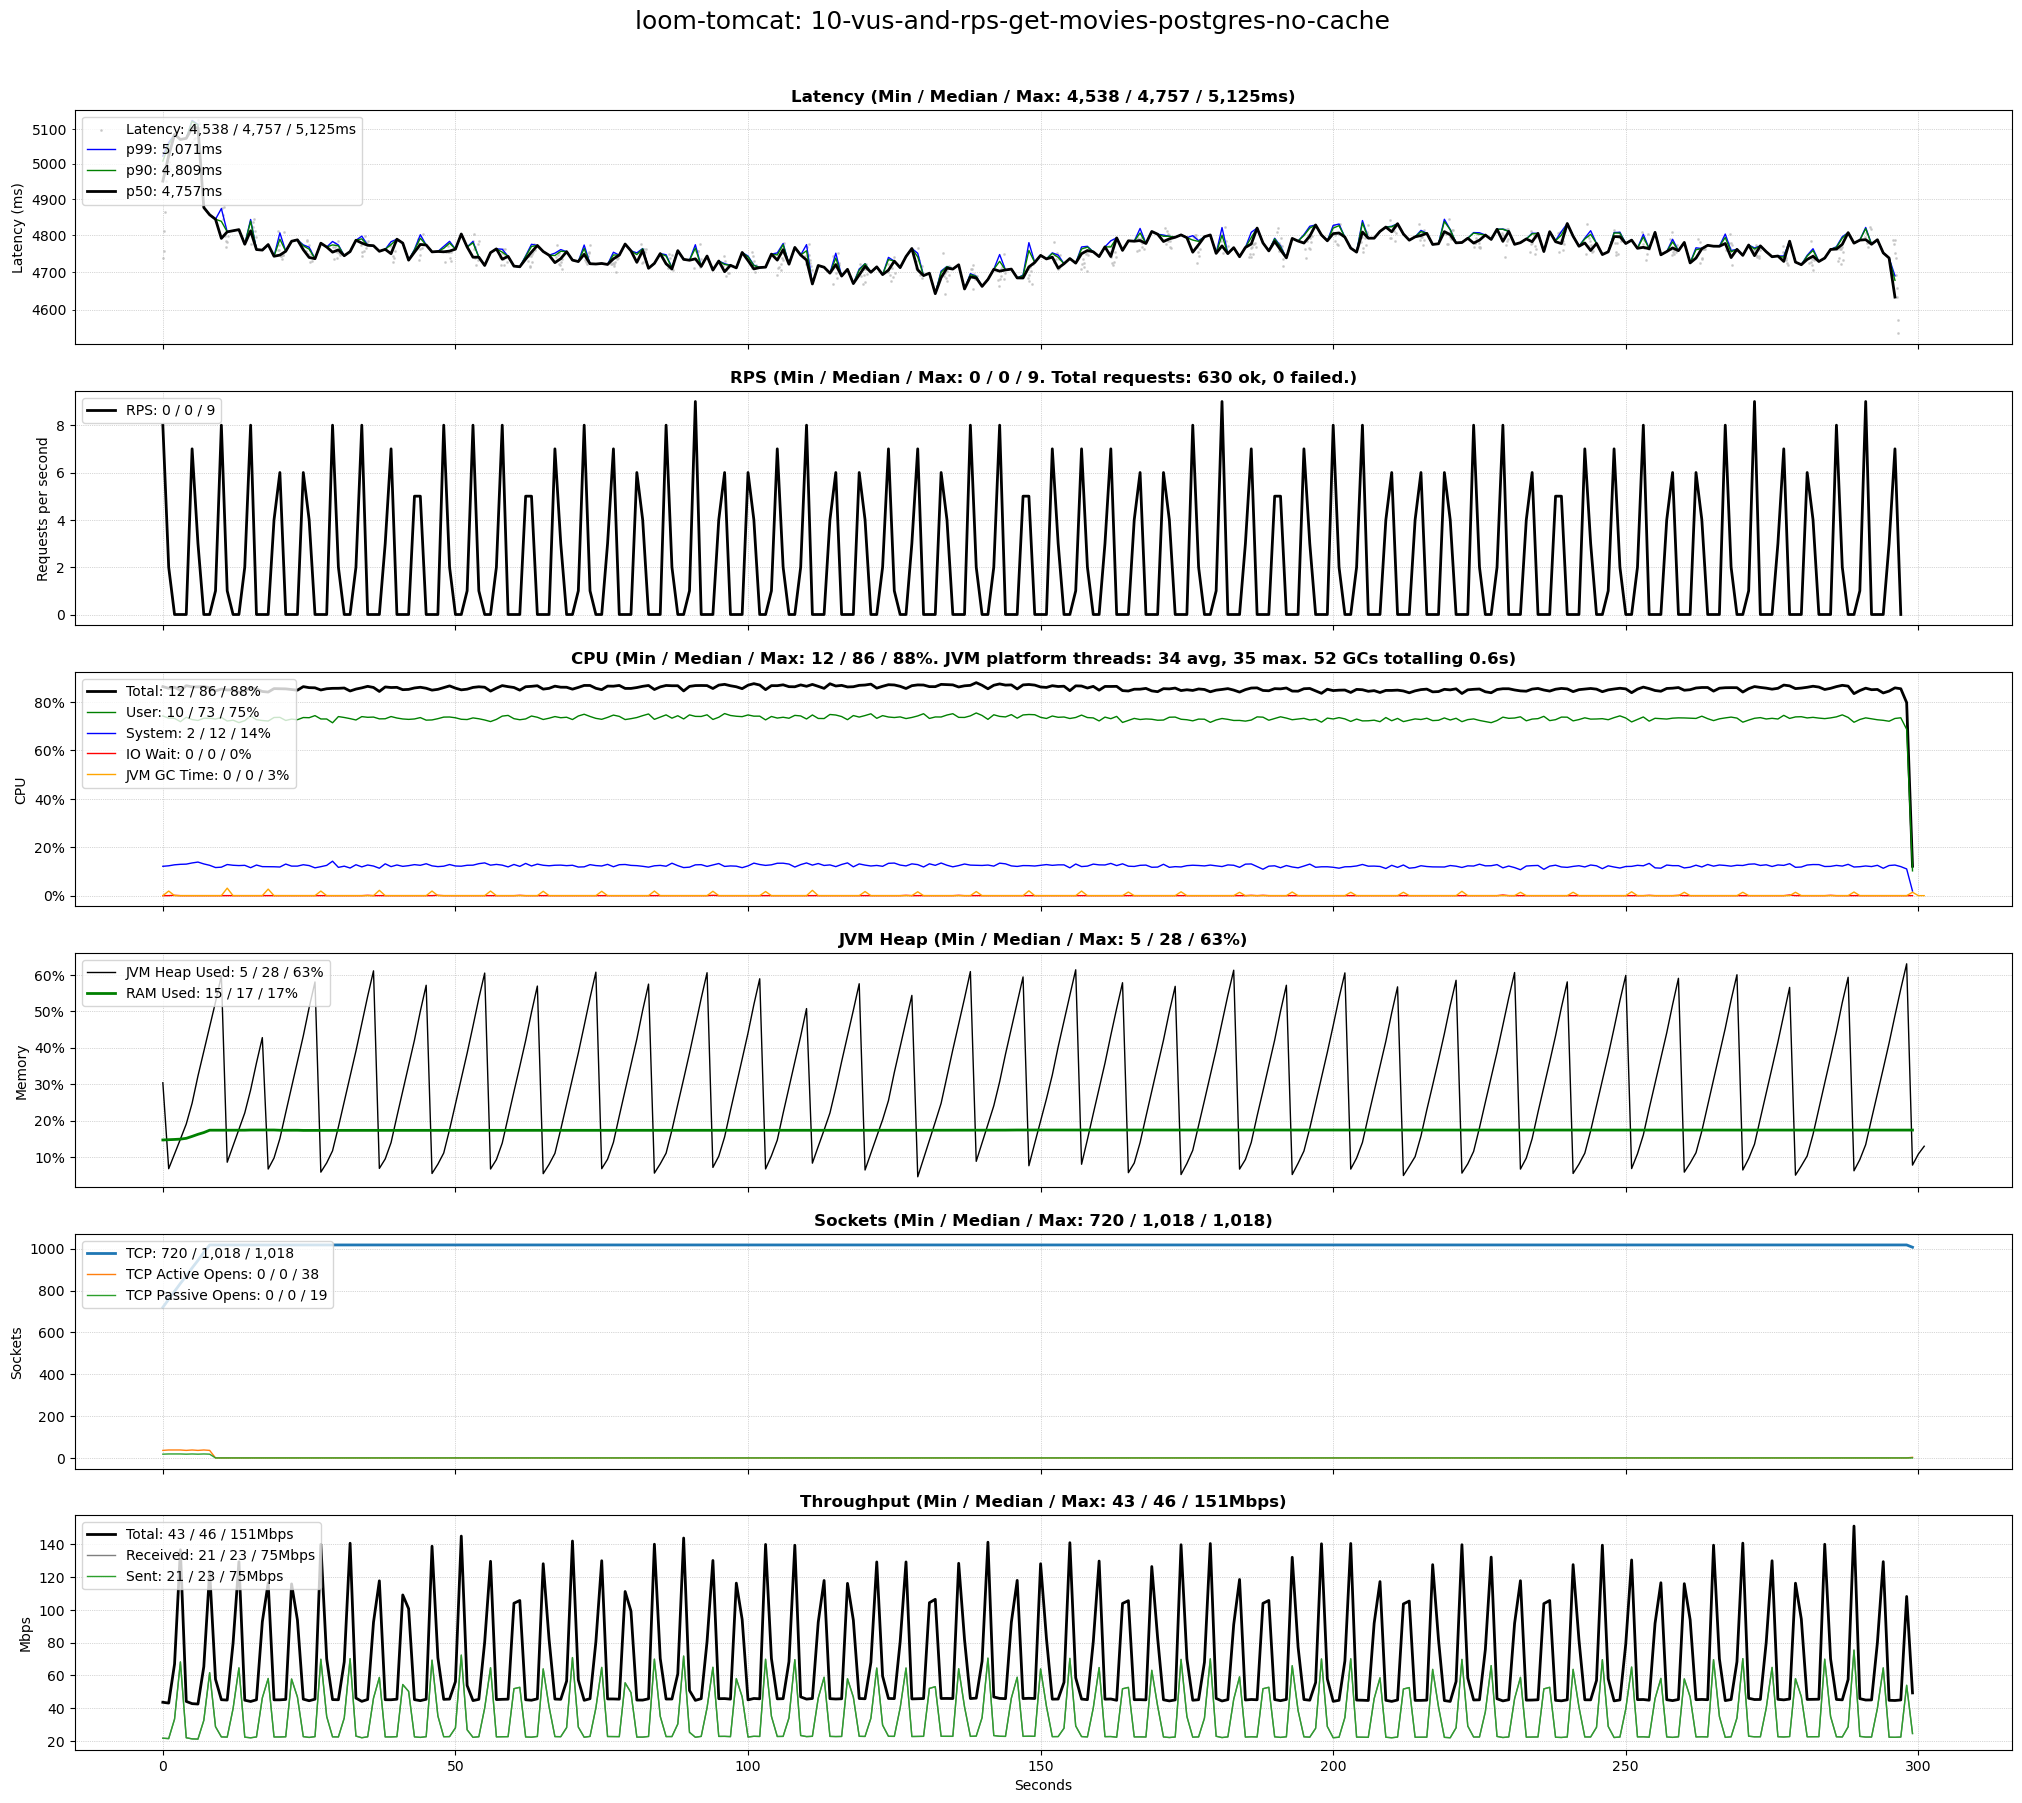 loom-tomcat: 10-vus-and-rps-get-movies-postgres-no-cache
Latency (Min / Median / Max: 4,538 / 4,757 / 5,125ms)
Latency (ms)
5100
5000
4900
4800
4700
4600
Latency: 4,538 / 4,757 / 5,125ms
p99: 5,071ms
p90: 4,809ms
p50: 4,757ms
RPS (Min / Median / Max: 0 / 0 / 9. Total requests: 630 ok, 0 failed.)
Requests per second
8
6
4
2
0
RPS: 0 / 0 / 9
CPU (Min / Median / Max: 12 / 86 / 88%. JVM platform threads: 34 avg, 35 max. 52 GCs totalling 0.6s)
CPU
80%
60%
40%
20%
0%
Total: 12 / 86 / 88%
User: 10 / 73 / 75%
System: 2 / 12 / 14%
IO Wait: 0 / 0 / 0%
JVM GC Time: 0 / 0 / 3%
JVM Heap (Min / Median / Max: 5 / 28 / 63%)
Memory
60%
50%
40%
30%
20%
10%
JVM Heap Used: 5 / 28 / 63%
RAM Used: 15 / 17 / 17%
Sockets (Min / Median / Max: 720 / 1,018 / 1,018)
Sockets
1000
800
600
400
200
0
TCP: 720 / 1,018 / 1,018
TCP Active Opens: 0 / 0 / 38
TCP Passive Opens: 0 / 0 / 19
Throughput (Min / Median / Max: 43 / 46 / 151Mbps)
Mbps
140
120
100
80
60
40
20
Total: 43 / 46 / 151Mbps
Received: 21 / 23 / 75Mbps
Sent: 21 / 23 / 75Mbps
0 50 100 150 200 250 300
Seconds